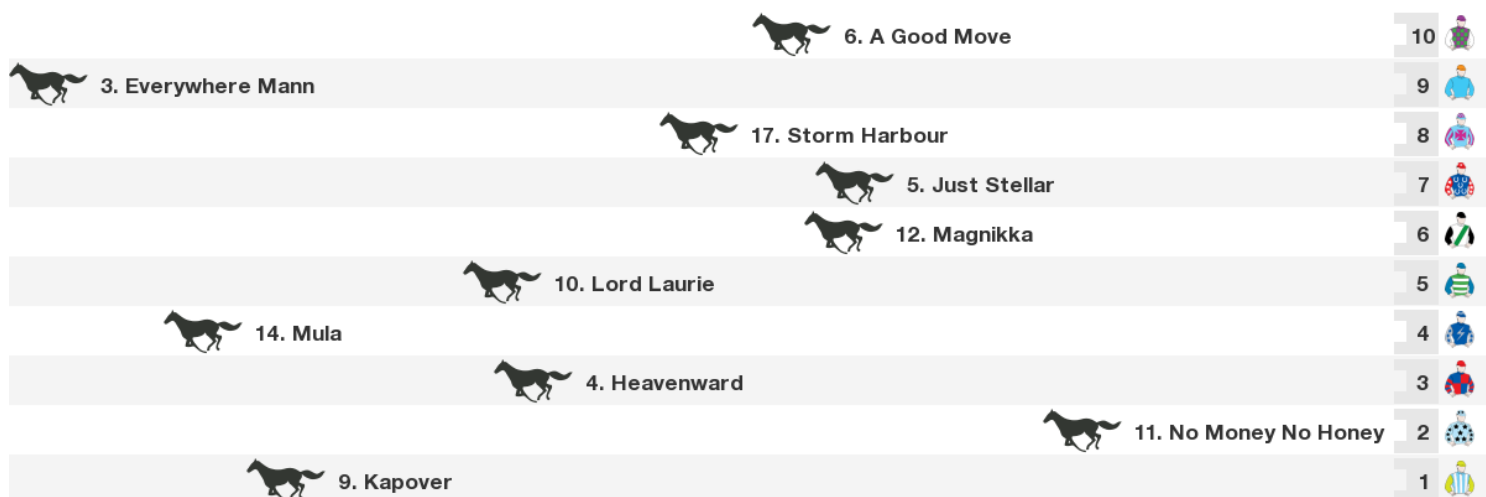 6. A Good Move 10
3. Everywhere Mann 9
17. Storm Harbour 8
5. Just Stellar 7
12. Magnikka 6
10. Lord Laurie 5
14. Mula 4
4. Heavenward 3
11. No Money No Honey 2
9. Kapover 1